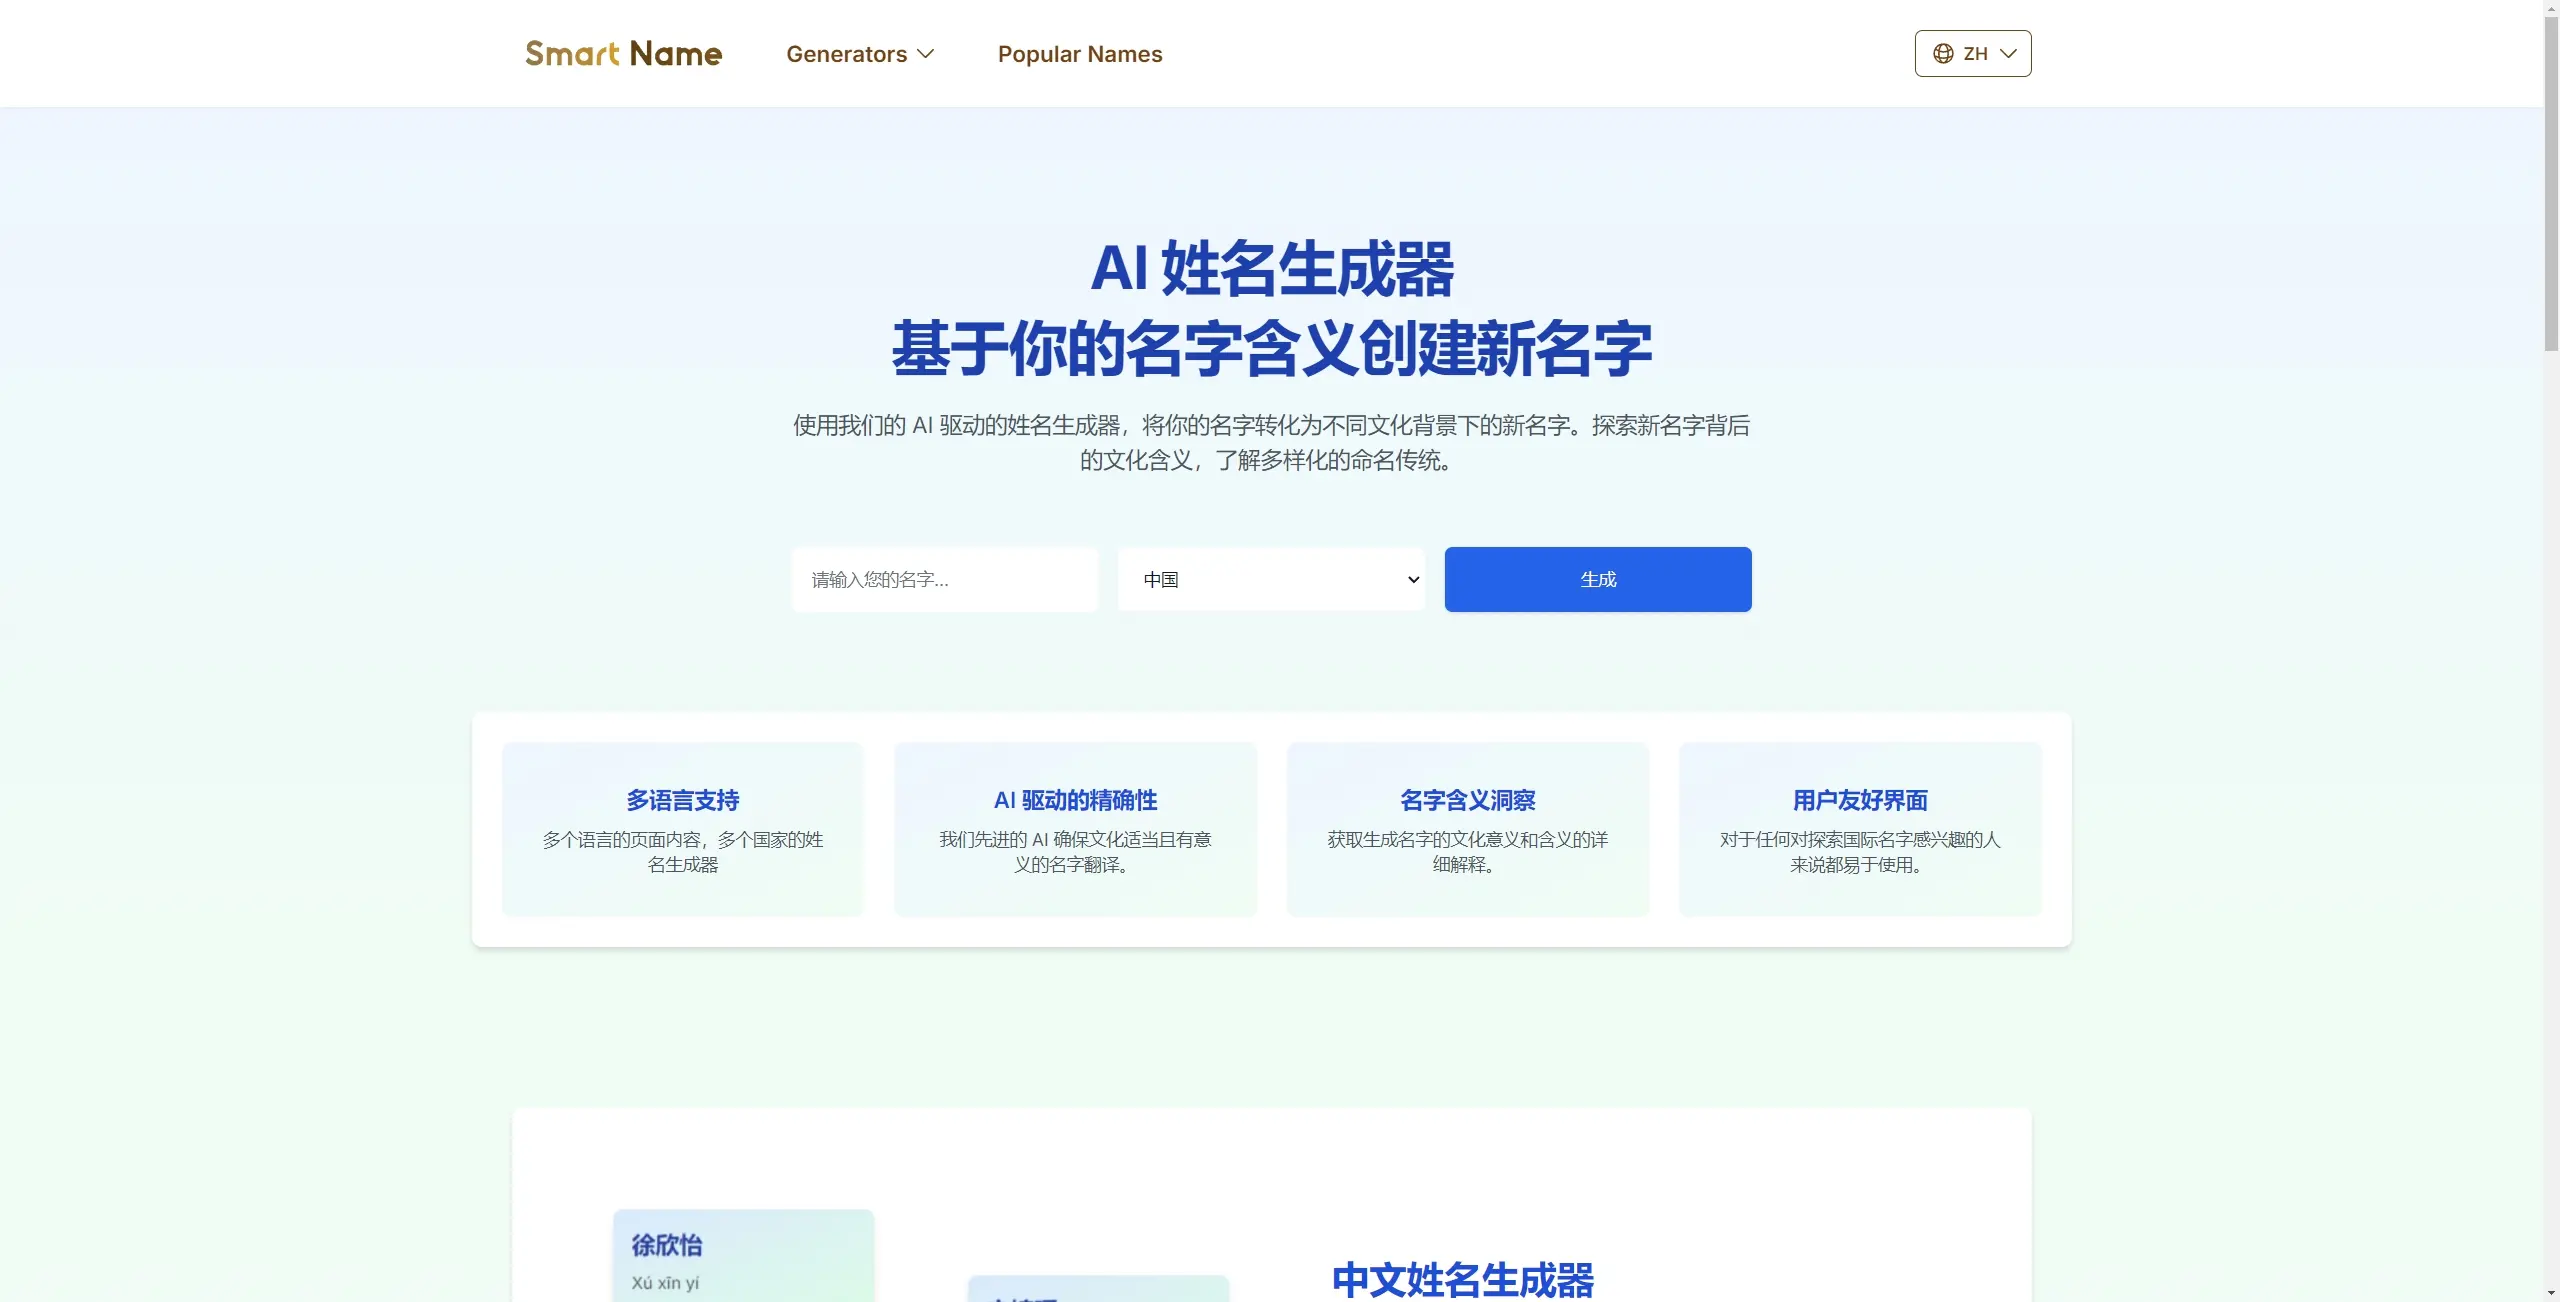 Smart Name
Generators
Popular Names
ZH
AI 姓名生成器
基于你的名字含义创建新名字
使用我们的 AI 驱动的姓名生成器，将你的名字转化为不同文化背景下的新名字。探索新名字背后
的文化含义，了解多样化的命名传统。
请输入您的名字...
中国
生成
多语言支持
多个语言的页面内容，多个国家的姓
名生成器
AI 驱动的精确性
我们先进的 AI 确保文化适当且有意
义的名字翻译。
名字含义洞察
获取生成名字的文化意义和含义的详
细解释。
用户友好界面
对于任何对探索国际名字感兴趣的人
来说都易于使用。
徐欣怡
Xú xīn yí
中文姓名生成器